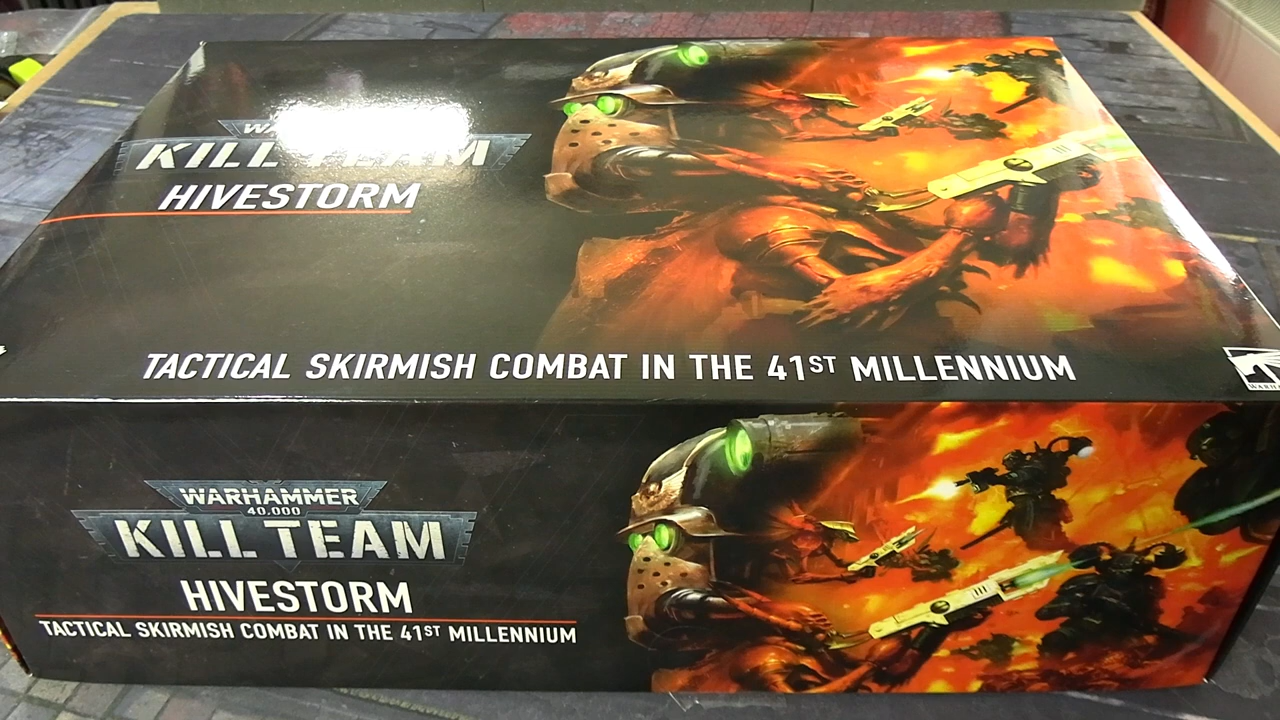 KILL TEAM
HIVESTORM
TACTICAL SKIRMISH COMBAT IN THE 41ST MILLENNIUM
WARHAMMER
40,000
KILL TEAM
HIVESTORM
TACTICAL SKIRMISH COMBAT IN THE 41ST MILLENNIUM